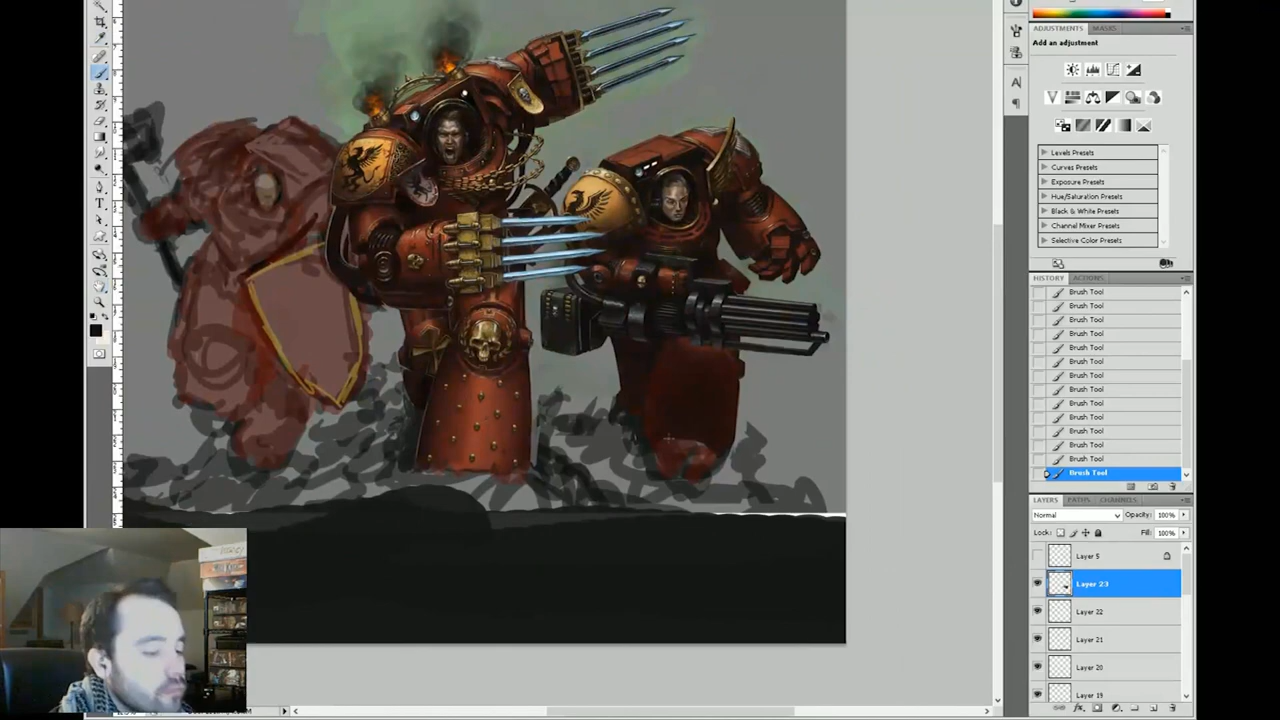 ADJUSTMENTS MASKS
Add an adjustment
Levels Presets
Curves Presets
Exposure Presets
Hue/Saturation Presets
Black & White Presets
Channel Mixer Presets
Selective Color Presets
HISTORY ACTIONS
Brush Tool
Brush Tool
Brush Tool
Brush Tool
Brush Tool
Brush Tool
Brush Tool
Brush Tool
Brush Tool
Brush Tool
Brush Tool
Brush Tool
Brush Tool
Brush Tool
LAYERS PATHS CHANNELS
Normal Opacity: 100%
Lock: Fill: 100%
Layer 5
Layer 23
Layer 22
Layer 21
Layer 20
Layer 19